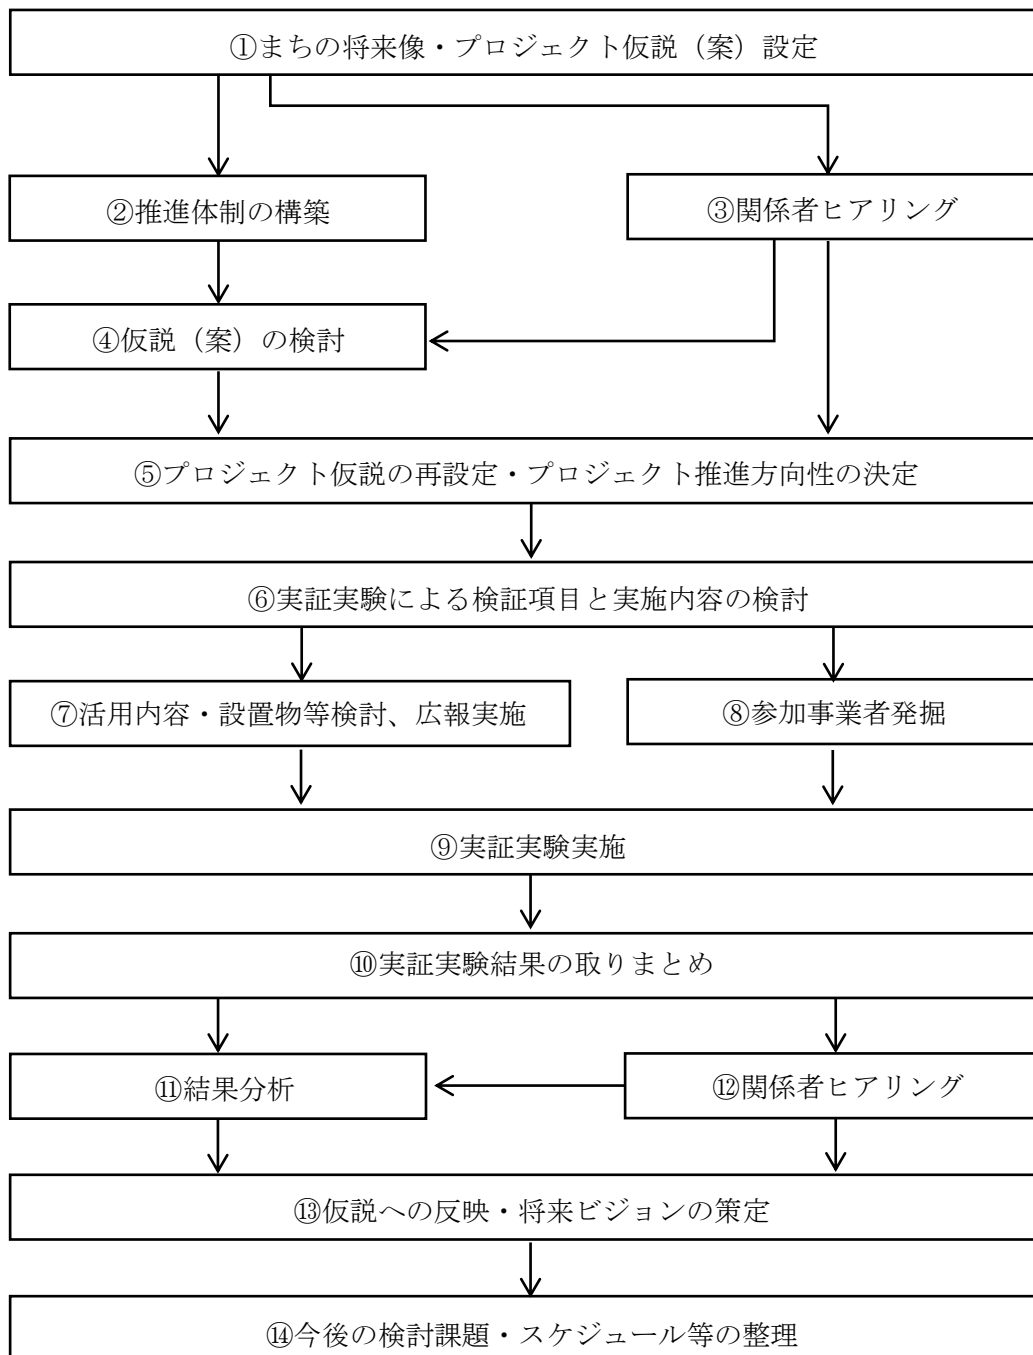 ①まちの将来像・プロジェクト仮説（案）設定
②推進体制の構築
③関係者ヒアリング
④仮説（案）の検討
⑤プロジェクト仮説の再設定・プロジェクト推進方向性の決定
⑥実証実験による検証項目と実施内容の検討
⑦活用内容・設置物等検討、広報実施
⑧参加事業者発掘
⑨実証実験実施
⑩実証実験結果の取りまとめ
⑪結果分析
⑫関係者ヒアリング
⑬仮説への反映・将来ビジョンの策定
⑭今後の検討課題・スケジュール等の整理